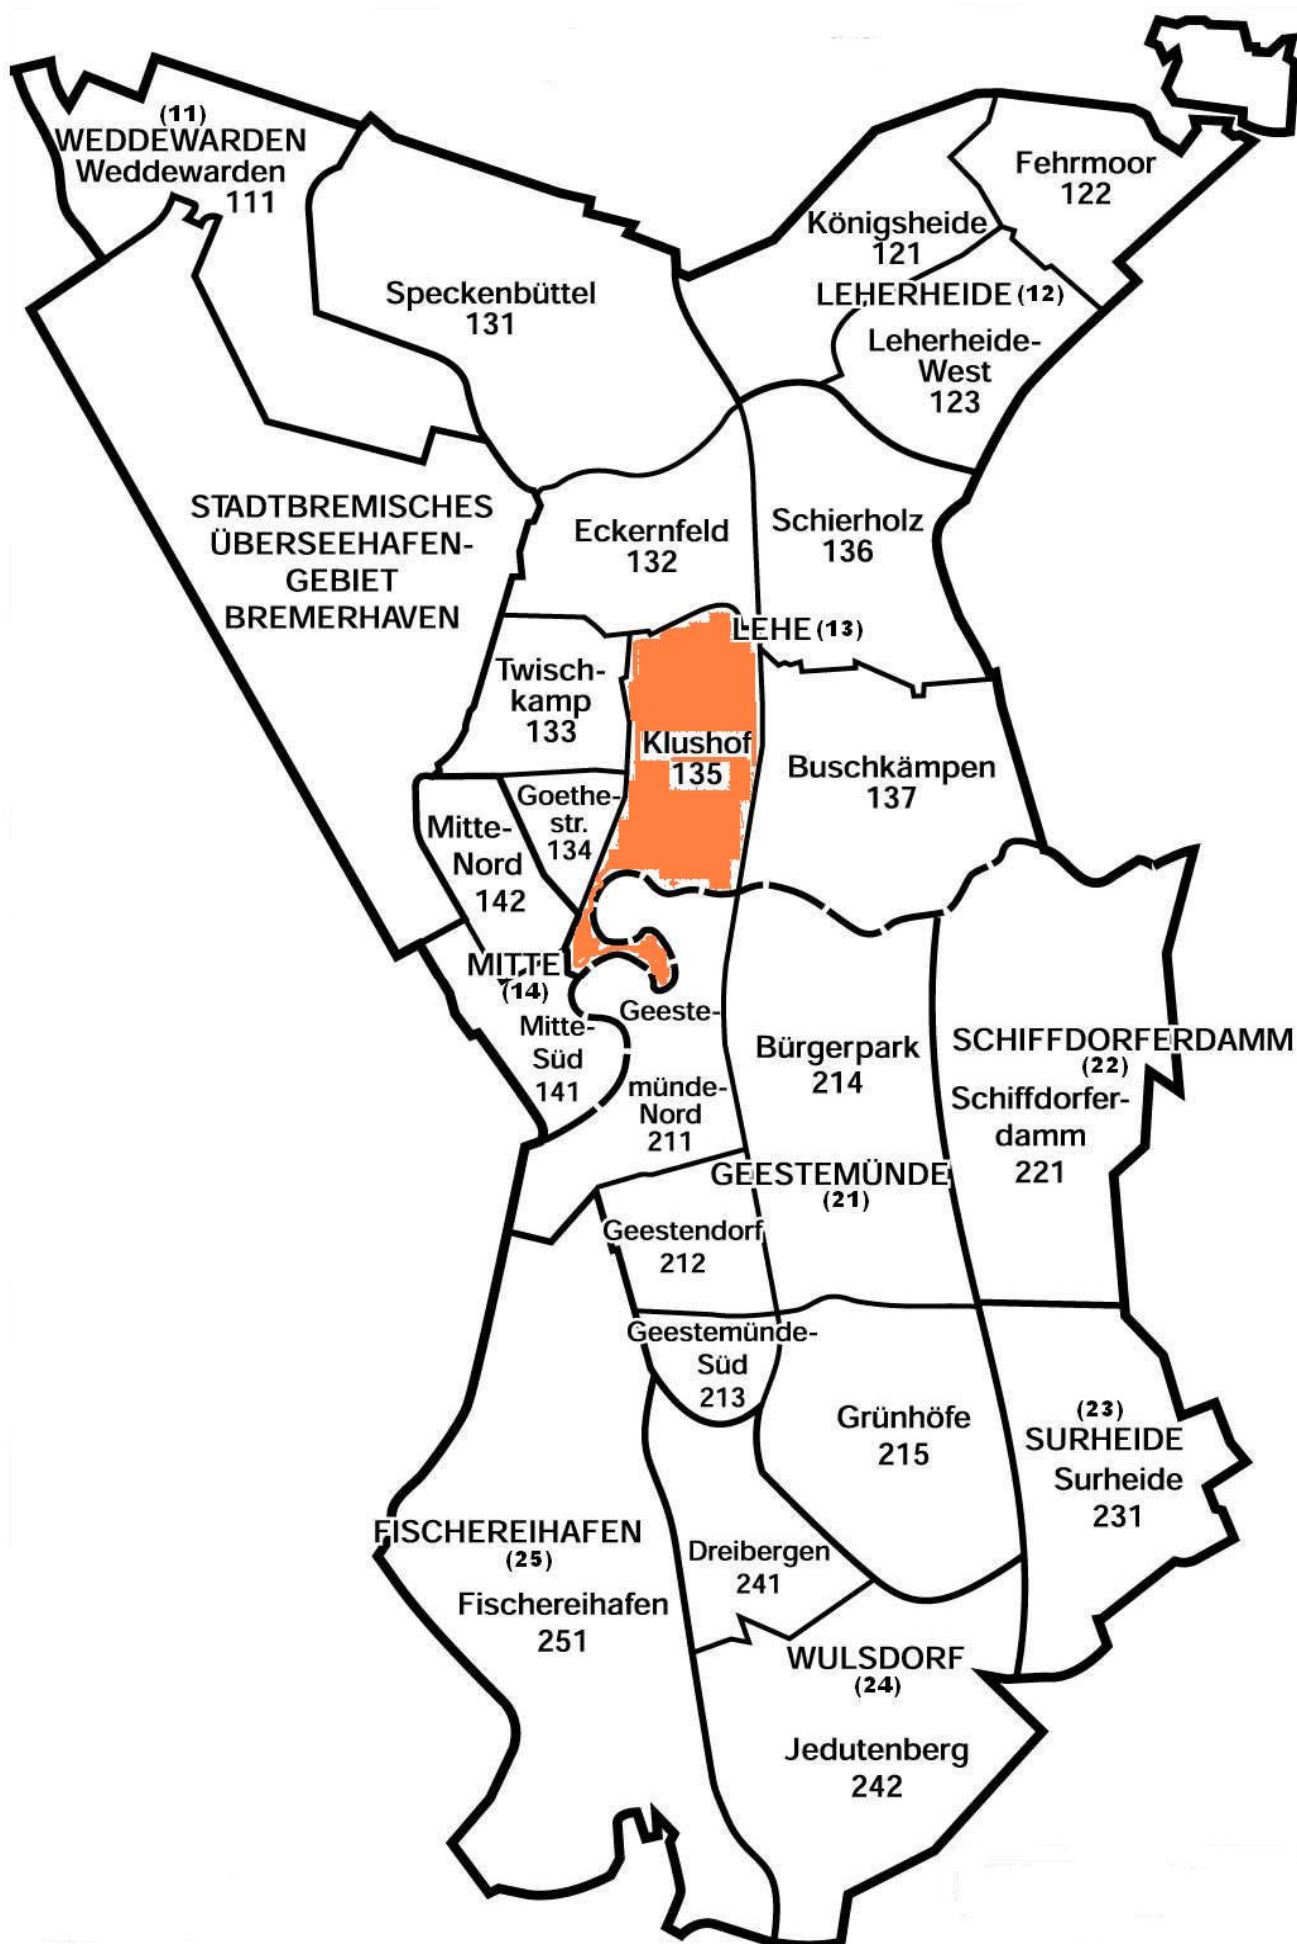 (11)
WEDDEWARDEN
Weddewarden
111
Fehrmoor
122
Königsheide
121
LEHERHEIDE (12)
Speckenbüttel
131
Leherheide-
West
123
STADTBREMISCHES
ÜBERSEEHAFEN-
GEBIET
BREMERHAVEN
Eckernfeld
132
Schierholz
136
LEHE (13)
Twisch-
kamp
133
Klushof
135
Buschkämpen
137
Goethe-
str.
134
Mitte-
Nord
142
MITTE
(14)
Mitte-
Süd
141
Geeste-
münde-
Nord
211
Bürgerpark
214
SCHIFFDORFERDAMM
(22)
Schiffdorfer-
damm
221
GEESTEMÜNDE
(21)
Geestendorf
212
Geestemünde-
Süd
213
Grünhöfe
215
(23)
SURHEIDE
Surheide
231
FISCHEREIHAFEN
(25)
Fischereihafen
251
Dreibergen
241
WULSDORF
(24)
Jedutenberg
242